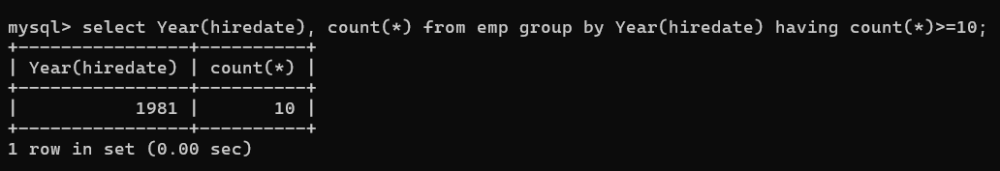 mysql> select Year(hiredate), count(*) from emp group by Year(hiredate) having count(*)>=10;
+----------------+----------+
| Year(hiredate) | count(*) |
+----------------+----------+
|           1981 |       10 |
+----------------+----------+
1 row in set (0.00 sec)